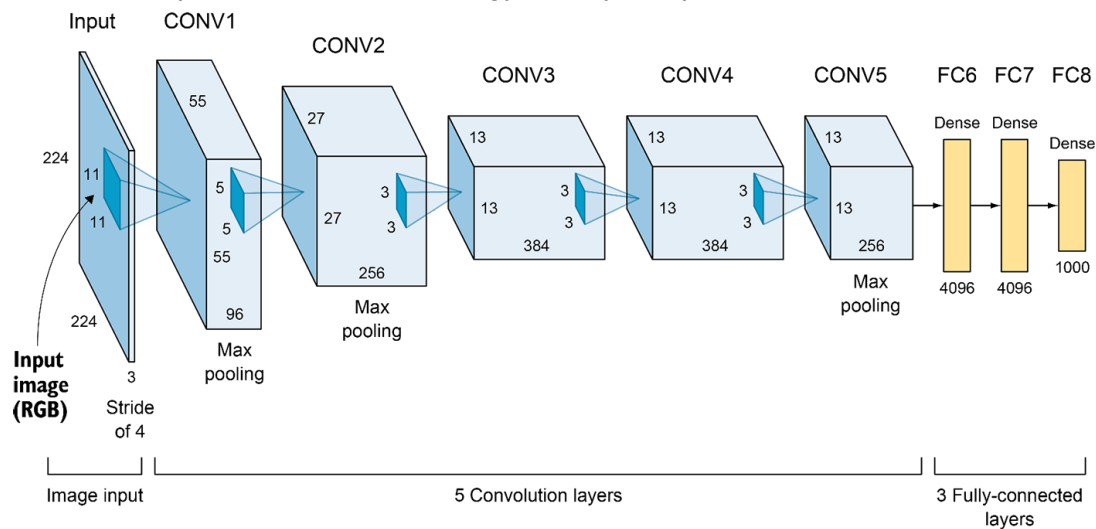 Input
CONV1
CONV2
CONV3
CONV4
CONV5
FC6
FC7
FC8
Dense
Dense
Dense
224
11
11
224
3
Stride
of 4
Input
image
(RGB)
55
5
5
55
96
Max
pooling
27
27
3
3
256
Max
pooling
13
13
3
3
384
13
13
3
3
384
13
13
256
Max
pooling
4096
4096
1000
Image input
5 Convolution layers
3 Fully-connected
layers